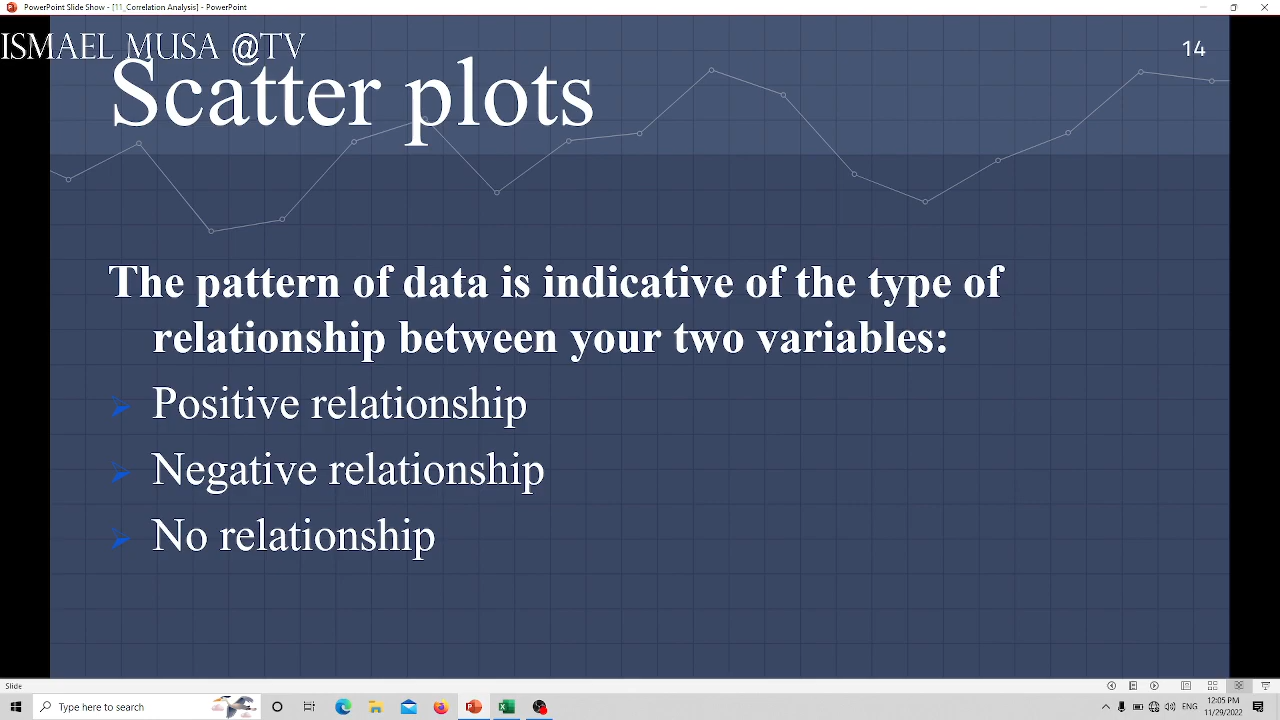 PowerPoint Slide Show - [11_Correlation Analysis] - PowerPoint
ISMAEL MUSA @TV
14
Scatter plots
The pattern of data is indicative of the type of
relationship between your two variables:
Positive relationship
Negative relationship
No relationship
Slide
Type here to search
ENG
12:05 PM
11/29/2022